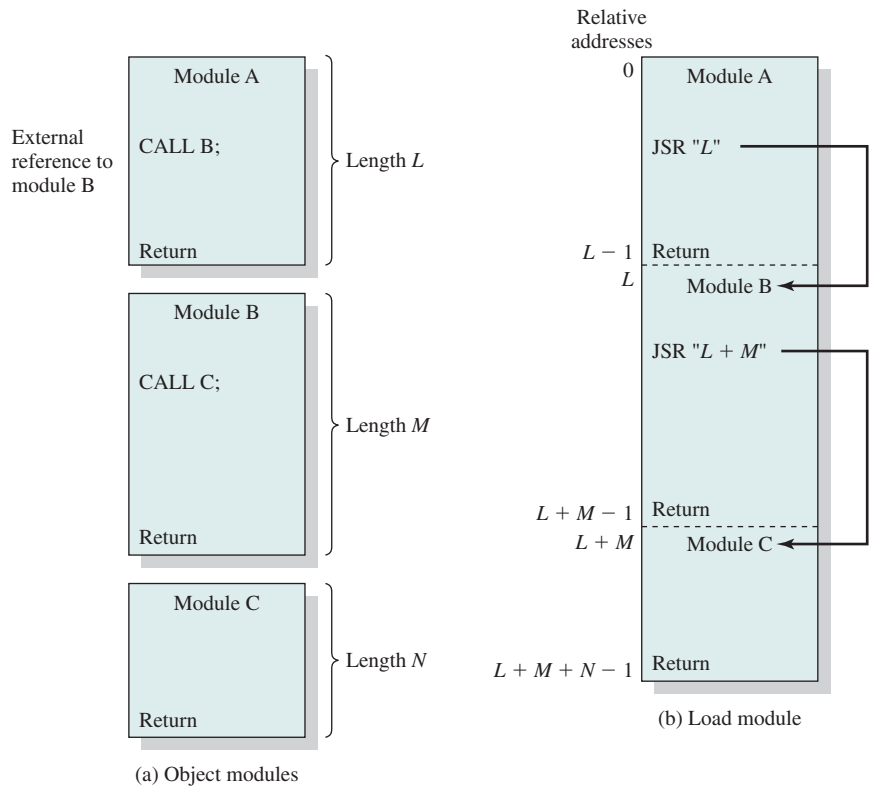 Module A
External
reference to
module B
CALL B;
Length L
Return
Module B
CALL C;
Length M
Return
Module C
Length N
Return
(a) Object modules
Relative
addresses
0
Module A
JSR "L"
L − 1
Return
L
Module B
JSR "L + M"
L + M − 1
Return
L + M
Module C
L + M + N − 1
Return
(b) Load module